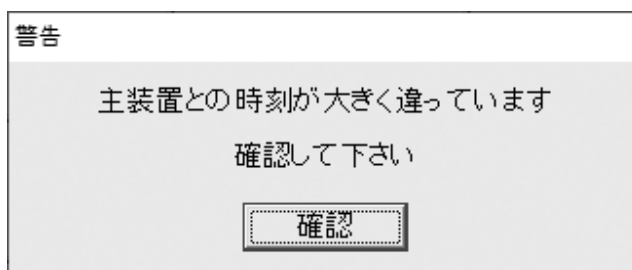 警告
主装置との時刻が大きく違っています
確認して下さい
確認